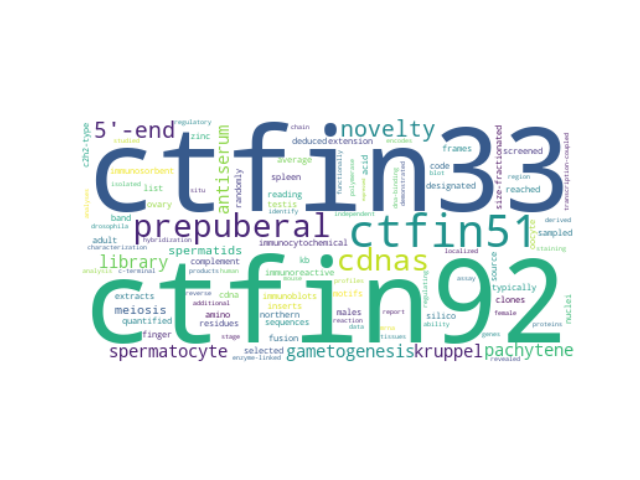 ctfin33
ctfin92
ctfin51
prepuberal
cdnas
novelty
5'-end
library
antiserum
spermatocyte
gametogenesis
kruppel
pachytene
meiosis
spermatids
c2h2-type
regulatory
zinc
studied
immunosorbent
isolated
situ
list
ovary
testis
band
drosophila
adult
hybridization
characterization
analysis
c-terminal
products
human
complement
extracts
reverse
cdna
additional
quantified
amino
residues
finger
stage
northern
sequences
fusion
selected
enzyme-linked
randomly
spleen
average
chain
deduced
extension
reading
identify
functionally
polymerase
acid
dna-binding
demonstrated
independent
immunocytochemical
kb
immunoreactive
mouse
profiles
immunoblots
inserts
motifs
males
reaction
report
data
tissues
regulating
ability
silico
typically
clones
female
genes
proteins
revealed
source
assay
nuclei
localized
oocyte
sampled
derived
staining
encodes
frames
screened
code
blot
designated
region
reached
size-fractionated
transcription-coupled